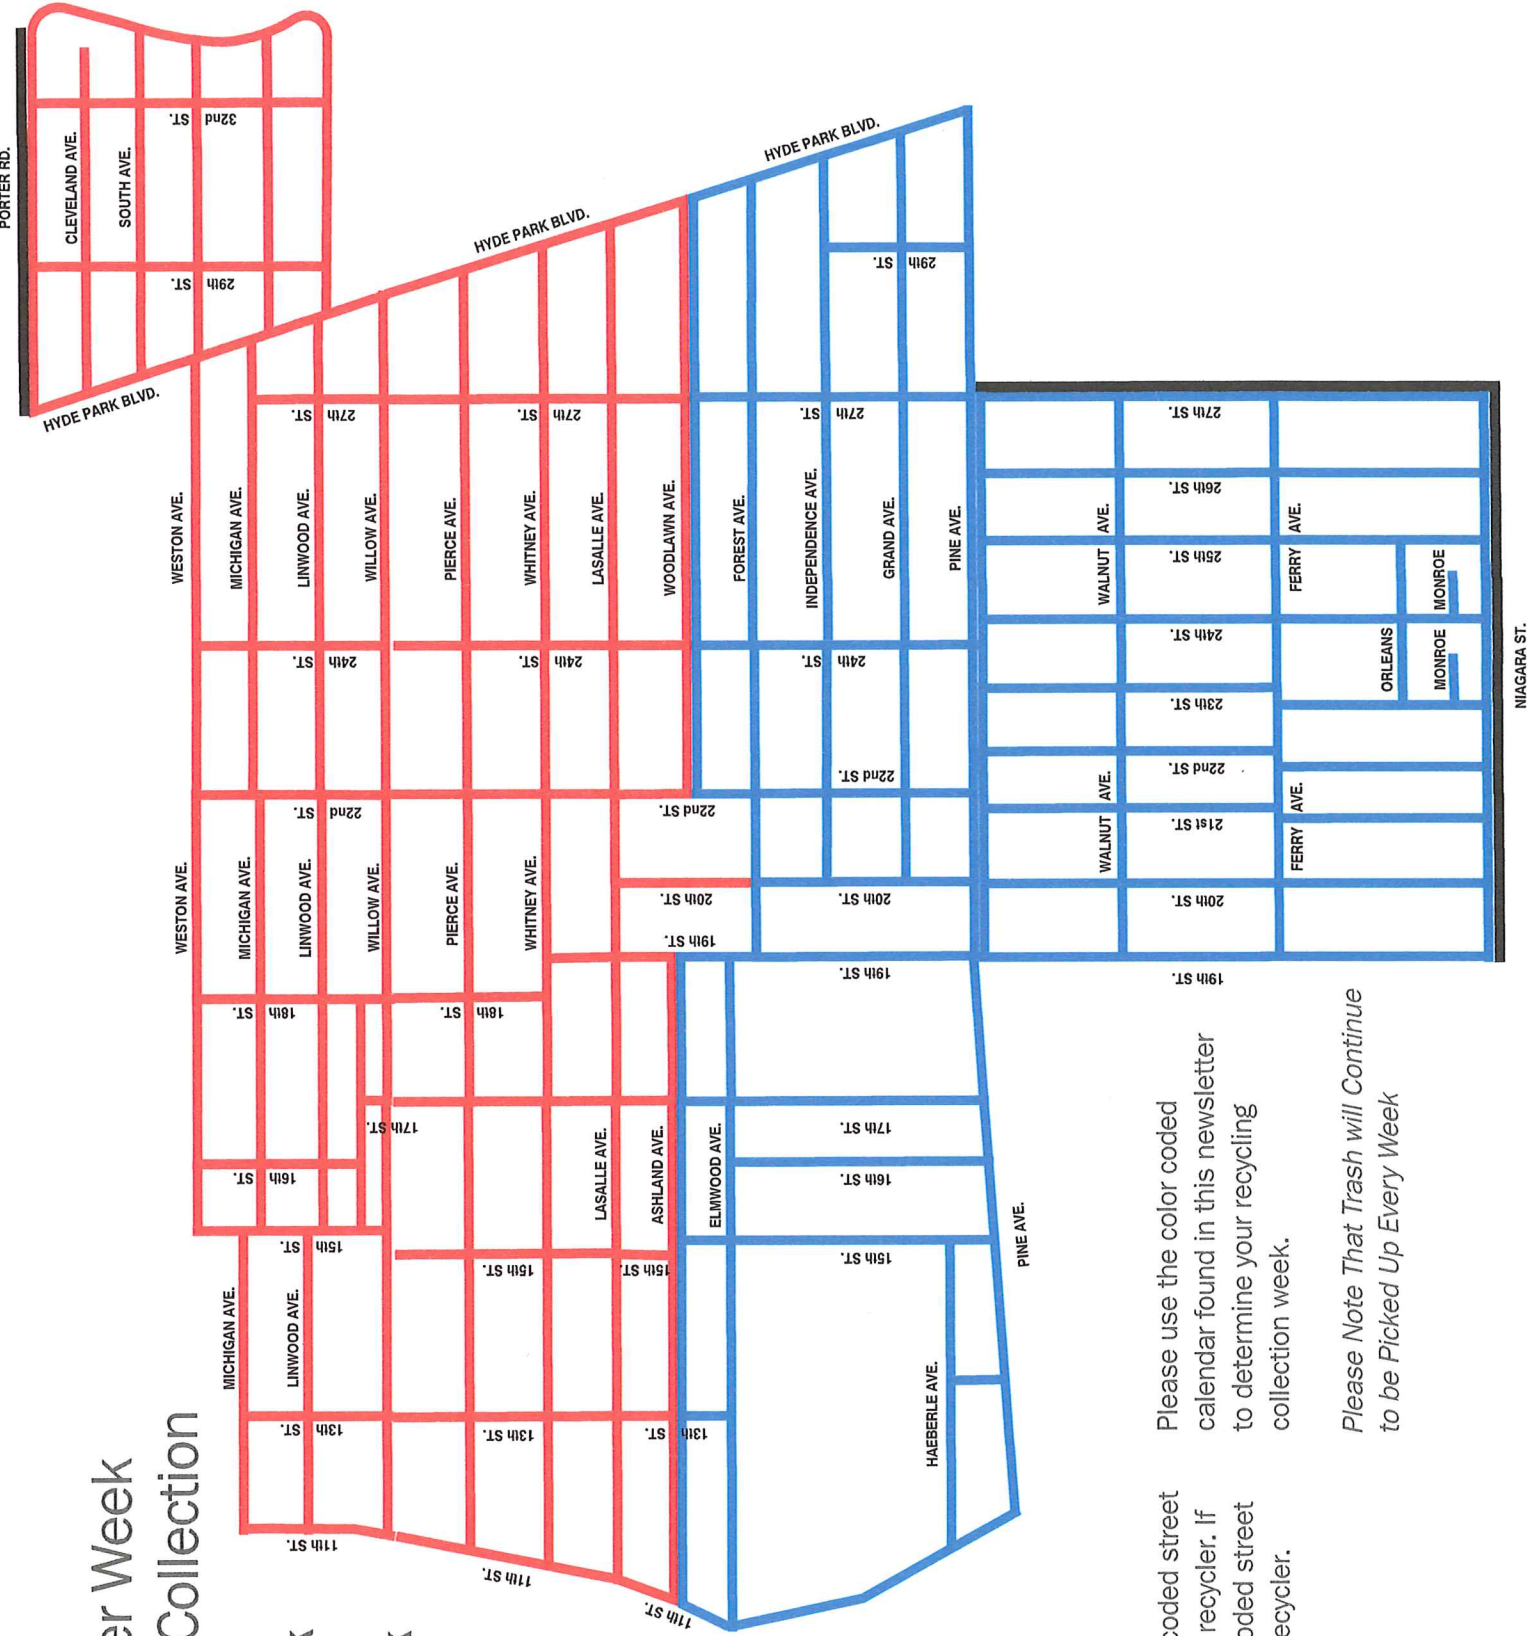 er Week
Collection
coded street
recycler. If
oded street
ecycler.
Please use the color coded
calendar found in this newsletter
to determine your recycling
collection week.
Please Note That Trash will Continue
to be Picked Up Every Week
PORTER RD.
CLEVELAND AVE.
SOUTH AVE.
32nd ST.
29th ST.
HYDE PARK BLVD.
HYDE PARK BLVD.
HYDE PARK BLVD.
WESTON AVE.
MICHIGAN AVE.
LINWOOD AVE.
WILLOW AVE.
PIERCE AVE.
WHITNEY AVE.
LASALLE AVE.
WOODLAWN AVE.
FOREST AVE.
INDEPENDENCE AVE.
GRAND AVE.
PINE AVE.
29th ST.
27th ST.
27th ST.
27th ST.
27th ST.
26th ST.
25th ST.
24th ST.
23th ST.
22nd ST.
21st ST.
20th ST.
19th ST.
WALNUT AVE.
FERRY AVE.
MONROE
ORLEANS
MONROE
WALNUT AVE.
FERRY AVE.
NIAGARA ST.
24th ST.
24th ST.
24th ST.
22nd ST.
22nd ST.
22nd ST.
WESTON AVE.
MICHIGAN AVE.
LINWOOD AVE.
WILLOW AVE.
PIERCE AVE.
WHITNEY AVE.
20th ST.
20th ST.
19th ST.
19th ST.
18th ST.
18th ST.
17th ST.
17th ST.
16th ST.
16th ST.
LASALLE AVE.
ASHLAND AVE.
ELMWOOD AVE.
PINE AVE.
15th ST.
15th ST.
15th ST.
15th ST.
MICHIGAN AVE.
LINWOOD AVE.
HAEBERLE AVE.
13th ST.
13th ST.
13th ST.
11th ST.
11th ST.
11th ST.